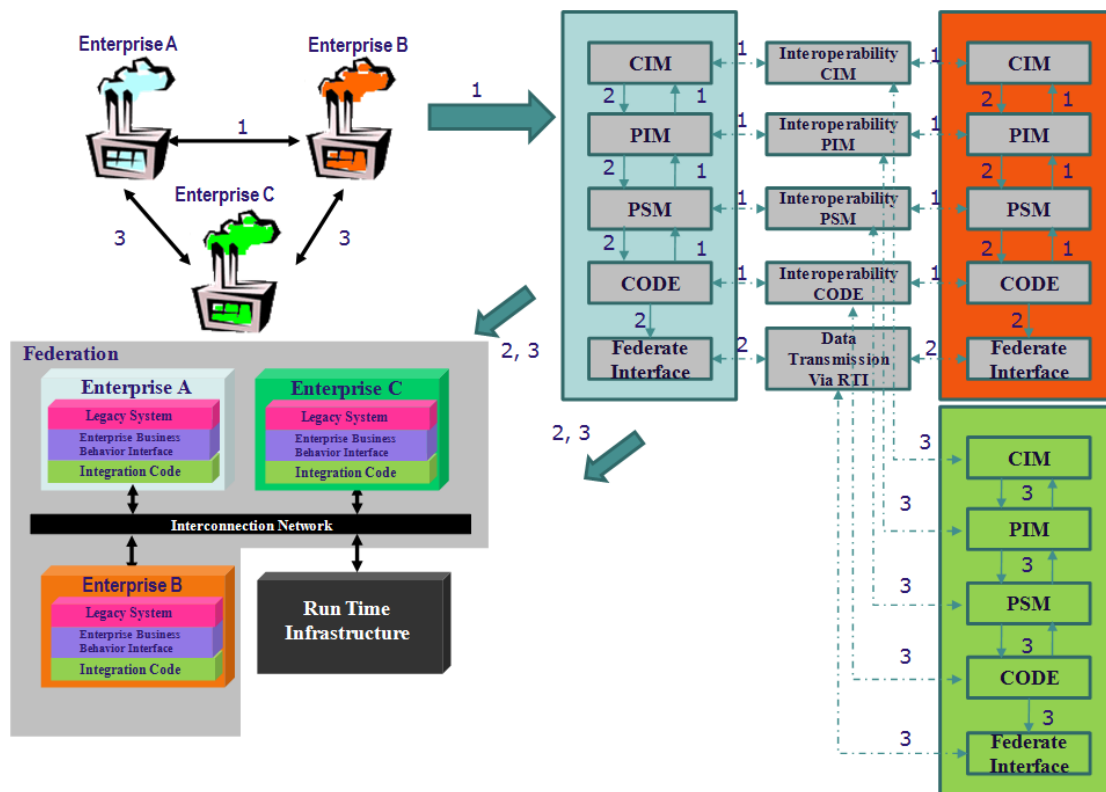 Enterprise A
Enterprise B
1
Enterprise C
3
3
1
2, 3
2, 3
CIM
2
1
PIM
2
1
PSM
2
1
CODE
2
Federate
Interface
1
Interoperability
CIM
1
1
Interoperability
PIM
1
1
Interoperability
PSM
1
1
Interoperability
CODE
1
2
Data
Transmission
Via RTI
2
CIM
2
1
PIM
2
1
PSM
2
1
CODE
2
Federate
Interface
3
3
3
3
3
CIM
3
PIM
3
PSM
3
CODE
3
Federate
Interface
Federation
Enterprise A
Legacy System
Enterprise Business
Behavior Interface
Integration Code
Enterprise C
Legacy System
Enterprise Business
Behavior Interface
Integration Code
Interconnection Network
Enterprise B
Legacy System
Enterprise Business
Behavior Interface
Integration Code
Run Time
Infrastructure